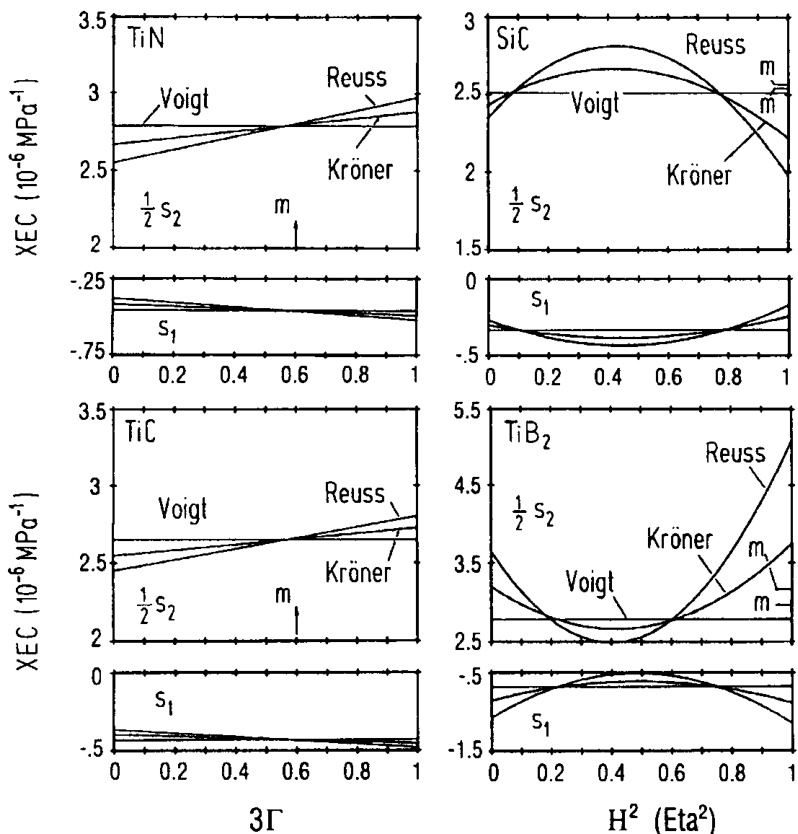 TiN
XEC (10⁻⁶ MPa⁻¹)
3.5
3
2.5
2
Voigt
Reuss
Kröner
½ s₂
m
-.25
-.75
s₁
0 0.2 0.4 0.6 0.8 1
SiC
3
2.5
2
1.5
Reuss
m
m
Voigt
Kröner
½ s₂
0
-.5
s₁
0 0.2 0.4 0.6 0.8 1
TiC
XEC (10⁻⁶ MPa⁻¹)
3.5
3
2.5
2
Voigt
Reuss
Kröner
½ s₂
m
0
-.5
s₁
0 0.2 0.4 0.6 0.8 1
3Γ
TiB₂
5.5
4.5
3.5
2.5
Reuss
½ s₂
Kröner
m
Voigt
m
-.5
-1.5
s₁
0 0.2 0.4 0.6 0.8 1
H² (Eta²)